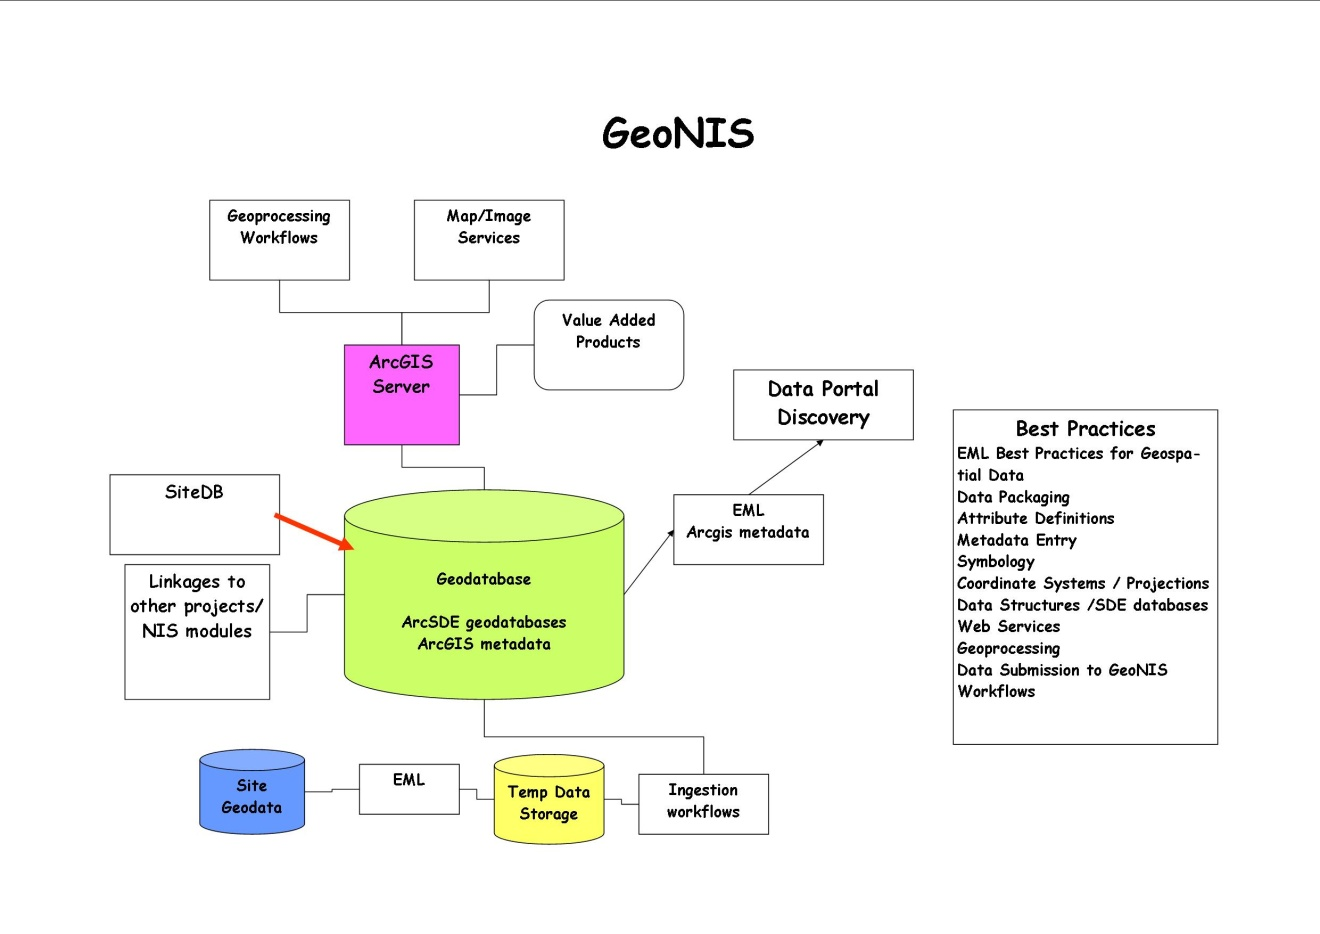 GeoNIS
Geoprocessing
Workflows
Map/Image
Services
Value Added
Products
ArcGIS
Server
Data Portal
Discovery
SiteDB
EML
Arcgis metadata
Linkages to
other projects/
NIS modules
Geodatabase
ArcSDE geodatabases
ArcGIS metadata
Site
Geodata
EML
Temp Data
Storage
Ingestion
workflows
Best Practices
EML Best Practices for Geospa-
tial Data
Data Packaging
Attribute Definitions
Metadata Entry
Symbology
Coordinate Systems / Projections
Data Structures /SDE databases
Web Services
Geoprocessing
Data Submission to GeoNIS
Workflows